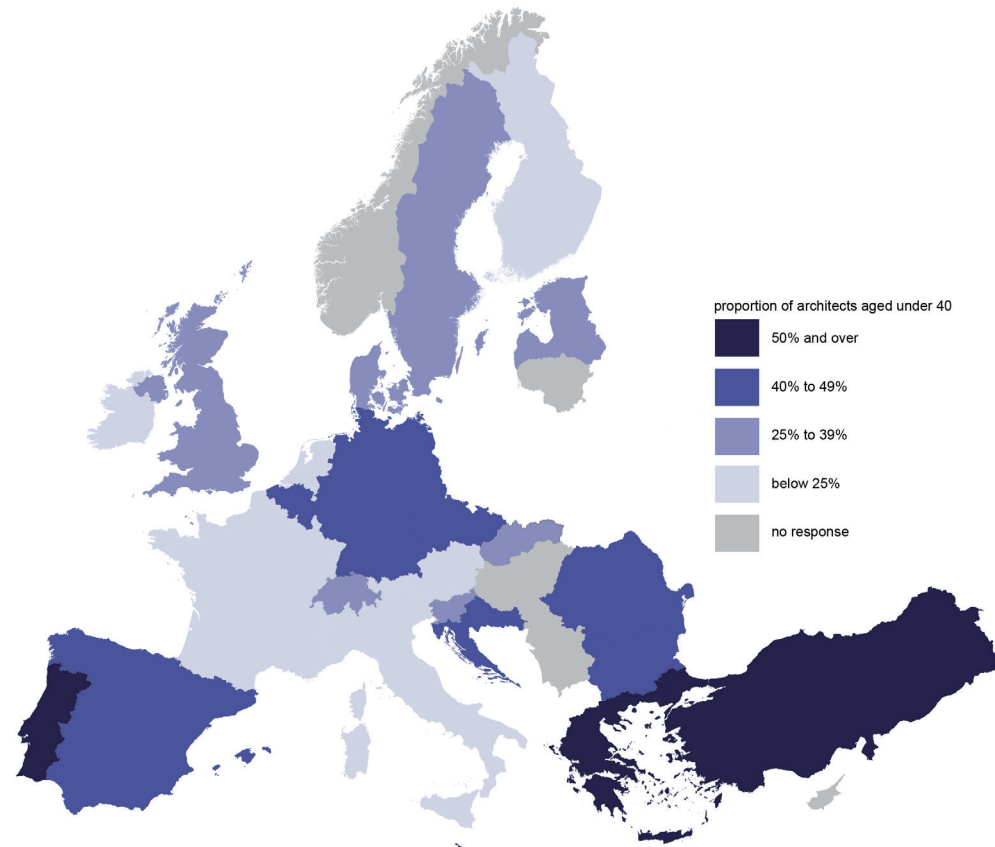 proportion of architects aged under 40
50% and over
40% to 49%
25% to 39%
below 25%
no response